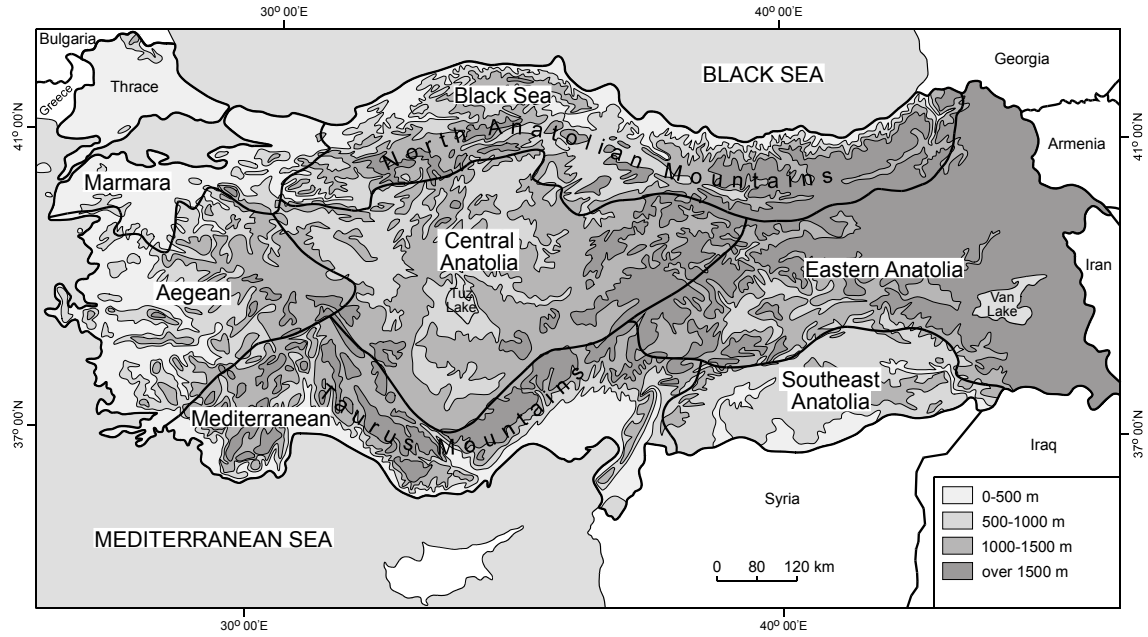 30° 00'E
40° 00'E
Bulgaria
BLACK SEA
Georgia
Thrace
Greece
Black Sea
41° 00'N
41° 00'N
North Anatolian Mountains
Armenia
Marmara
Central
Anatolia
Eastern Anatolia
Iran
Aegean
Tuz
Lake
Van
Lake
Southeast
Anatolia
Mediterranean
Taurus Mountains
37° 00'N
37° 00'N
Iraq
Syria
MEDITERRANEAN SEA
0 80 120 km
0-500 m
500-1000 m
1000-1500 m
over 1500 m
30° 00'E
40° 00'E